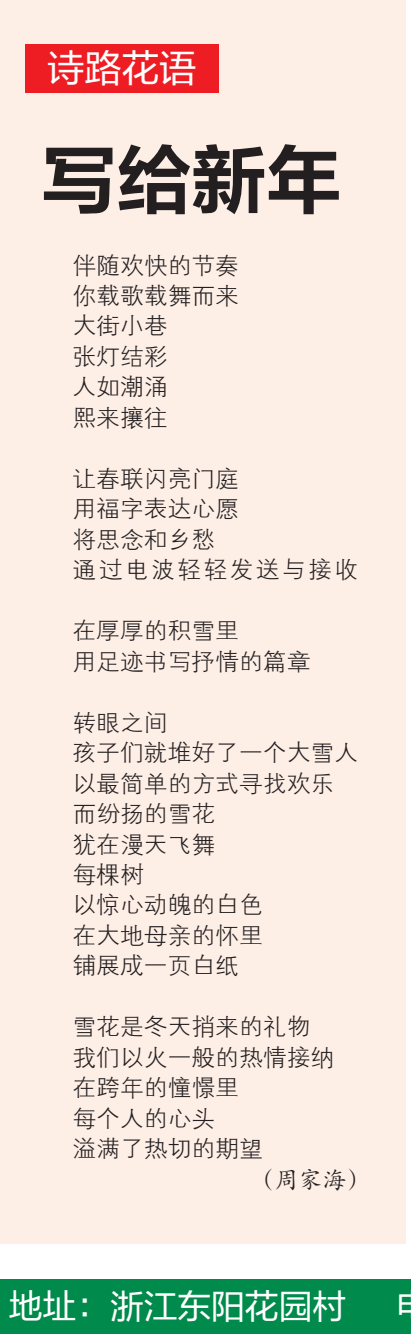 诗路花语
写给新年
伴随欢快的节奏
你载歌载舞而来
大街小巷
张灯结彩
人如潮涌
熙来攘往
让春联闪亮门庭
用福字表达心愿
将思念和乡愁
通过电波轻轻发送与接收
在厚厚的积雪里
用足迹书写抒情的篇章
转眼之间
孩子们就堆好了一个大雪人
以最简单的方式寻找欢乐
而纷扬的雪花
犹在漫天飞舞
每棵树
以惊心动魄的白色
在大地母亲的怀里
铺展成一页白纸
雪花是冬天捎来的礼物
我们以火一般的热情接纳
在跨年的憧憬里
每个人的心头
溢满了热切的期望
（周家海）
地址：浙江东阳花园村